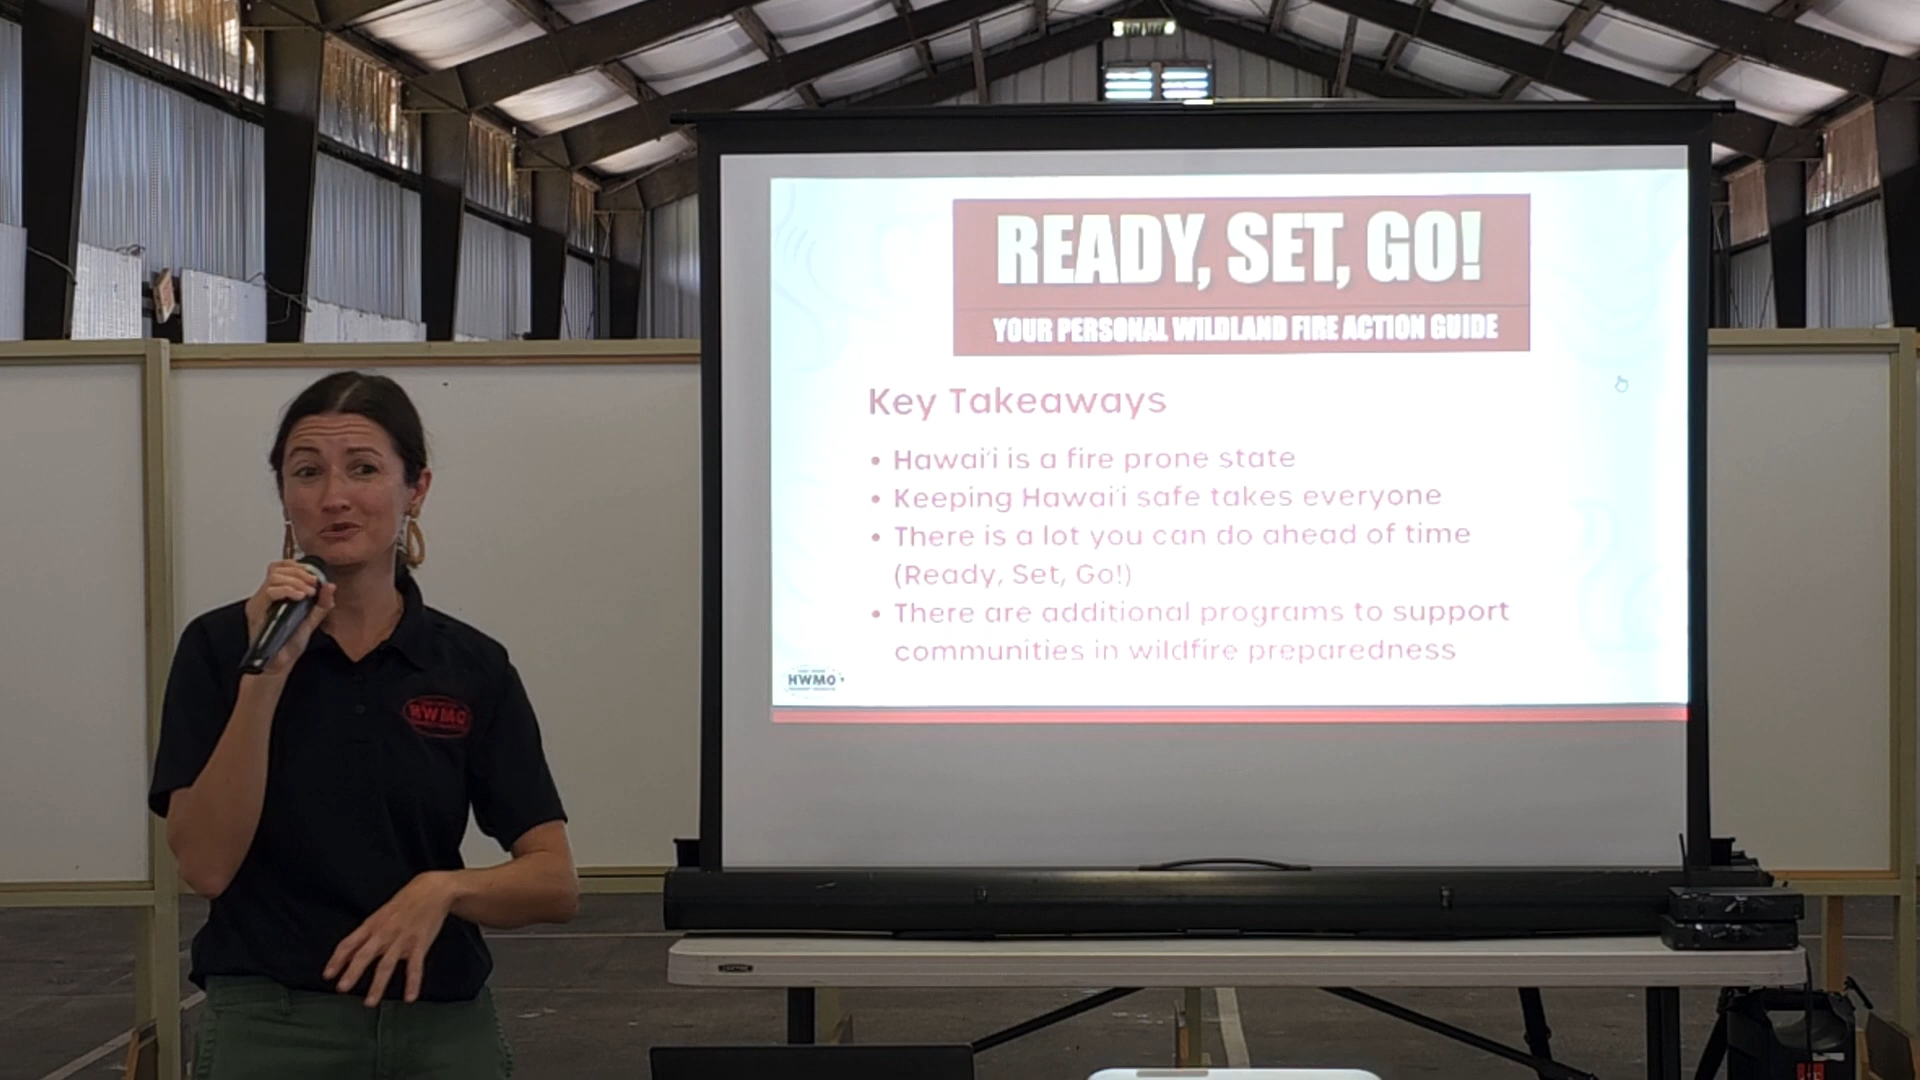 READY, SET, GO!
YOUR PERSONAL WILDLAND FIRE ACTION GUIDE
Key Takeaways
• Hawai'i is a fire prone state
• Keeping Hawai'i safe takes everyone
• There is a lot you can do ahead of time
(Ready, Set, Go!)
• There are additional programs to support
communities in wildfire preparedness
HWMO
HWMO